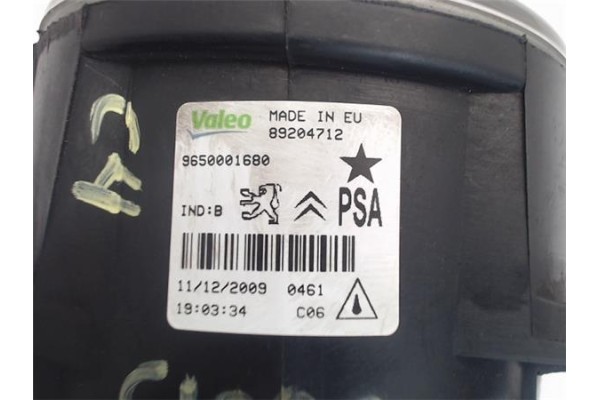 Valeo MADE IN EU
89204712
9650001680
IND:B PSA
11/12/2009 0461
19:03:34 C06